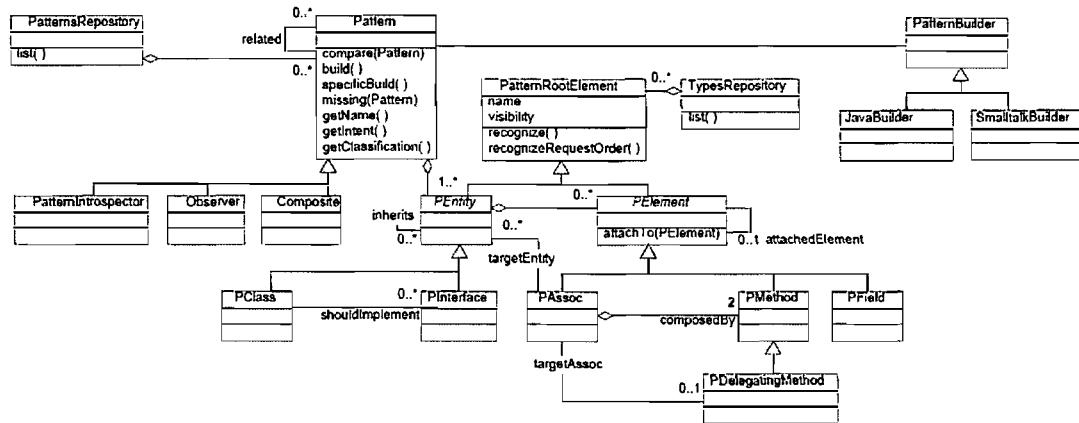 PatternsRepository
list( )
0..*
related
0..*
Pattern
compare(Pattern)
build( )
specificBuild( )
missing(Pattern)
getName( )
getIntent( )
getClassification( )
PatternBuilder
JavaBuilder
SmalltalkBuilder
PatternRootElement
name
visibility
recognize( )
recognizeRequestOrder( )
0..*
TypesRepository
list( )
PatternIntrospector
Observer
Composite
1..*
PEntity
inherits
0..*
0..*
0..*
PElement
attachTo(PElement)
0..1 attachedElement
targetEntity
PClass
0..*
shouldImplement
PInterface
PAssoc
2
composedBy
PMethod
PField
targetAssoc
0..1
PDelegatingMethod